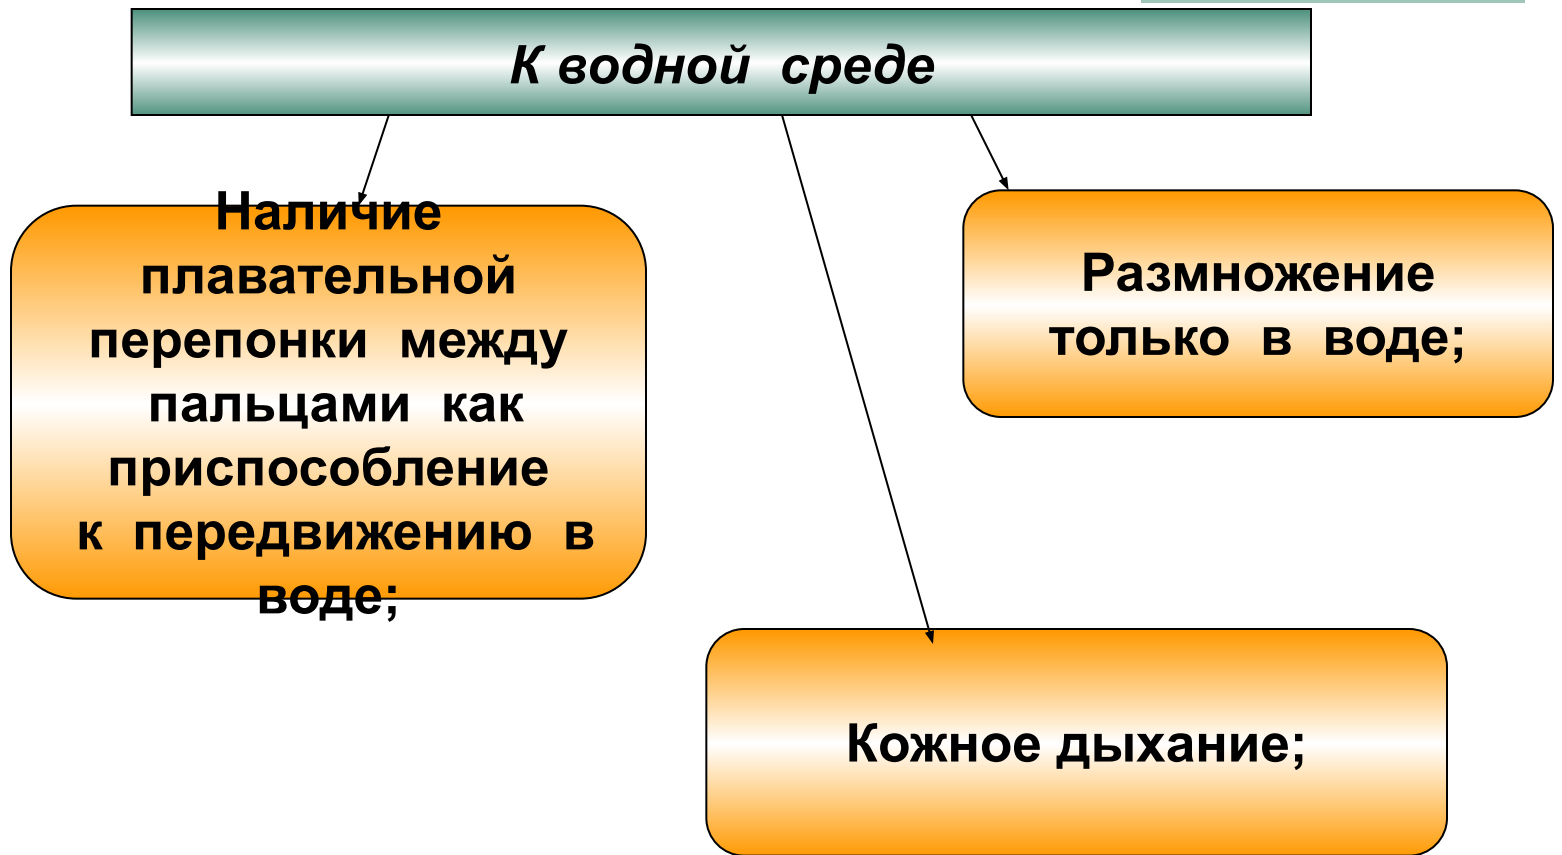 К водной среде
Наличие
плавательной
перепонки между
пальцами как
приспособление
к передвижению в
воде;
Размножение
только в воде;
Кожное дыхание;